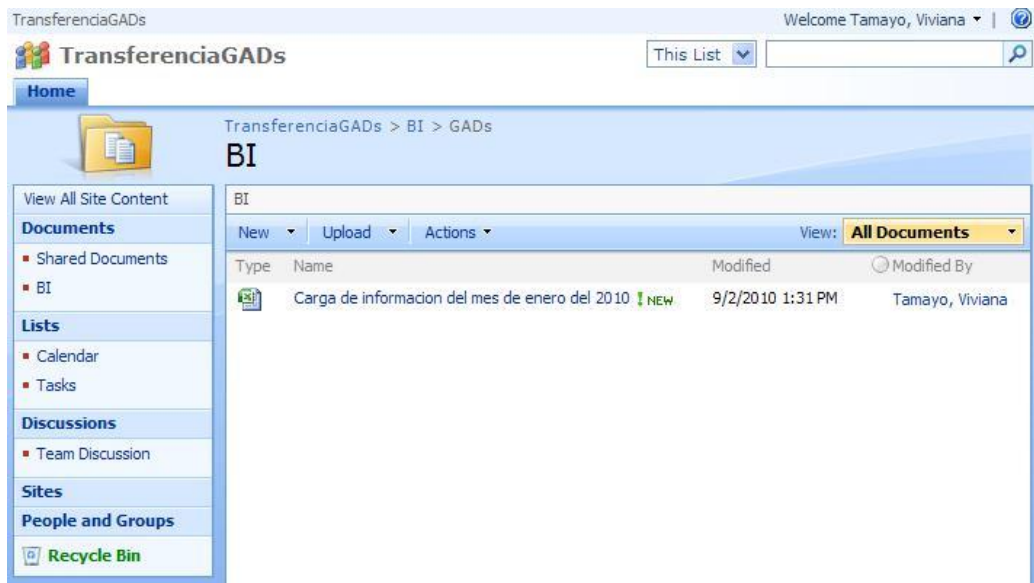 TransferenciaGADs
Welcome Tamayo, Viviana
TransferenciaGADs
This List
Home
TransferenciaGADs > BI > GADs
BI
View All Site Content
Documents
Shared Documents
BI
Lists
Calendar
Tasks
Discussions
Team Discussion
Sites
People and Groups
Recycle Bin
BI
New Upload Actions View: All Documents
Type Name Modified Modified By
Carga de informacion del mes de enero del 2010 ! NEW 9/2/2010 1:31 PM Tamayo, Viviana